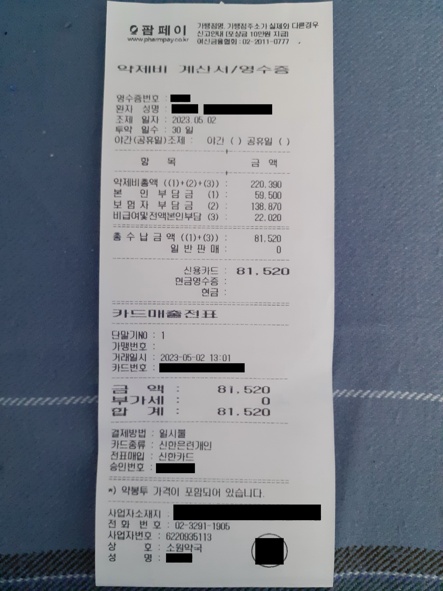 팜페이
www.pharmpay.co.kr
가맹점명, 가맹점주소가 실제와 다른경우
신고안내 (포상금 10만원 지급)
여신금융협회 : 02-2011-0777
약제비 계산서/영수증
영수증번호 :
환자 성명 :
조제 일자 : 2023.05.02
투약 일수 : 30 일
야간(공휴일)조제 : 야간 ( ) 공휴일 ( )
항 목 금 액
약제비총액 ((1)+(2)+(3)) : 220.390
본 인 부 담 금 (1) : 59,500
보 험 자 부 담 금 (2) : 138,870
비급여및전액본인부담 (3) : 22.020
총 수 납 금 액 ((1)+(3)) : 81.520
일 반 판 매 : 0
신용카드 : 81.520
현금영수증 :
현금 :
카드매출전표
단말기NO : 1
가맹번호 :
거래일시 : 2023-05-02 13:01
카드번호 :
금 액 : 81.520
부가세 : 0
합 계 : 81.520
결제방법 : 일시불
카드종류 : 신한은련개인
전표매입 : 신한카드
승인번호 :
*) 약봉투 가격이 포함되어 있습니다.
사업자소재지 :
전 화 번 호 : 02-3291-1905
사업자번호 : 6220935113
상 호 : 소원약국
성 명 :